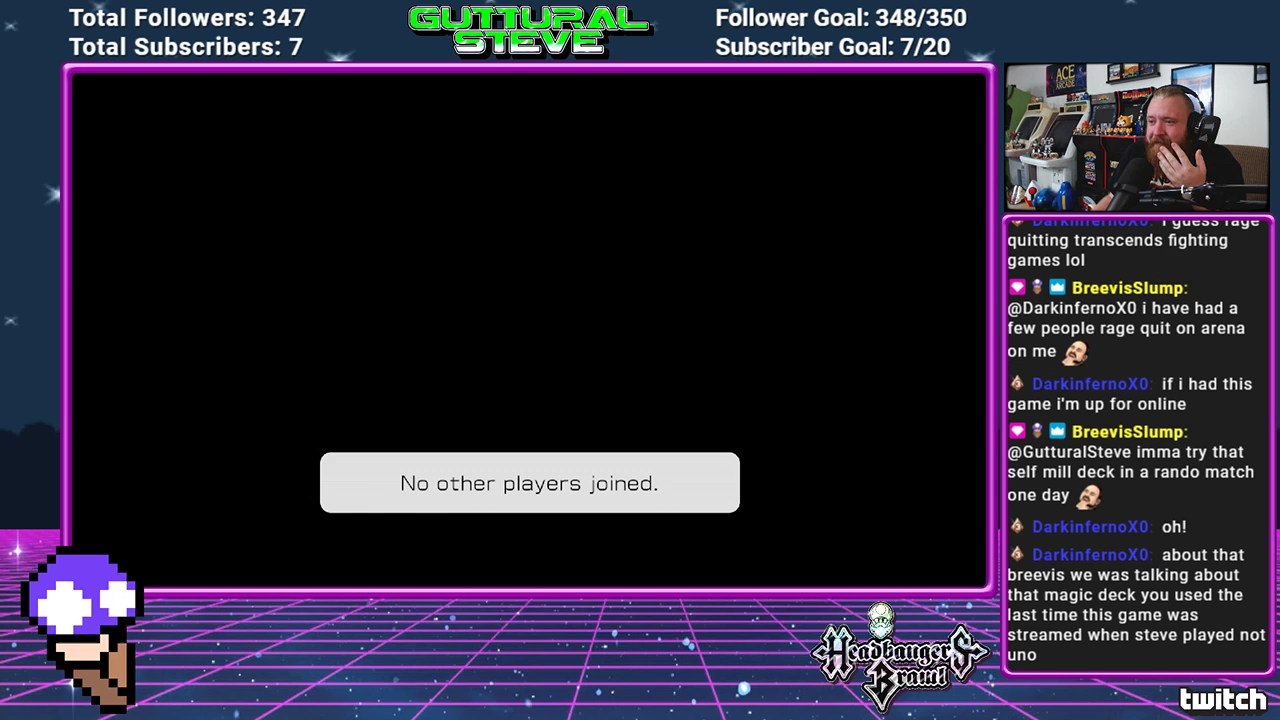 Total Followers: 347
Total Subscribers: 7
GUTTURAL
STEVE
Follower Goal: 348/350
Subscriber Goal: 7/20
ACE
ARCADE
No other players joined.
DarkinfernoX0: i guess rage
quitting transcends fighting
games lol
BreevisSlump:
@DarkinfernoX0 i have had a
few people rage quit on arena
on me
DarkinfernoX0: if i had this
game i'm up for online
BreevisSlump:
@GutturalSteve imma try that
self mill deck in a rando match
one day
DarkinfernoX0: oh!
DarkinfernoX0: about that
breevis we was talking about
that magic deck you used the
last time this game was
streamed when steve played not
uno
Headbangers
Brawl
twitch